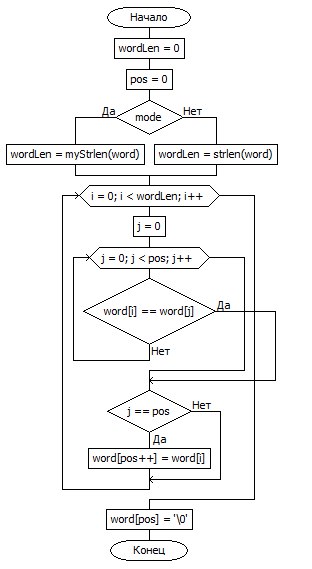 Начало
wordLen = 0
pos = 0
mode
Да
Нет
wordLen = myStrlen(word)
wordLen = strlen(word)
i = 0; i < wordLen; i++
j = 0
j = 0; j < pos; j++
word[i] == word[j]
Да
Нет
j == pos
Нет
Да
word[pos++] = word[i]
word[pos] = '\0'
Конец